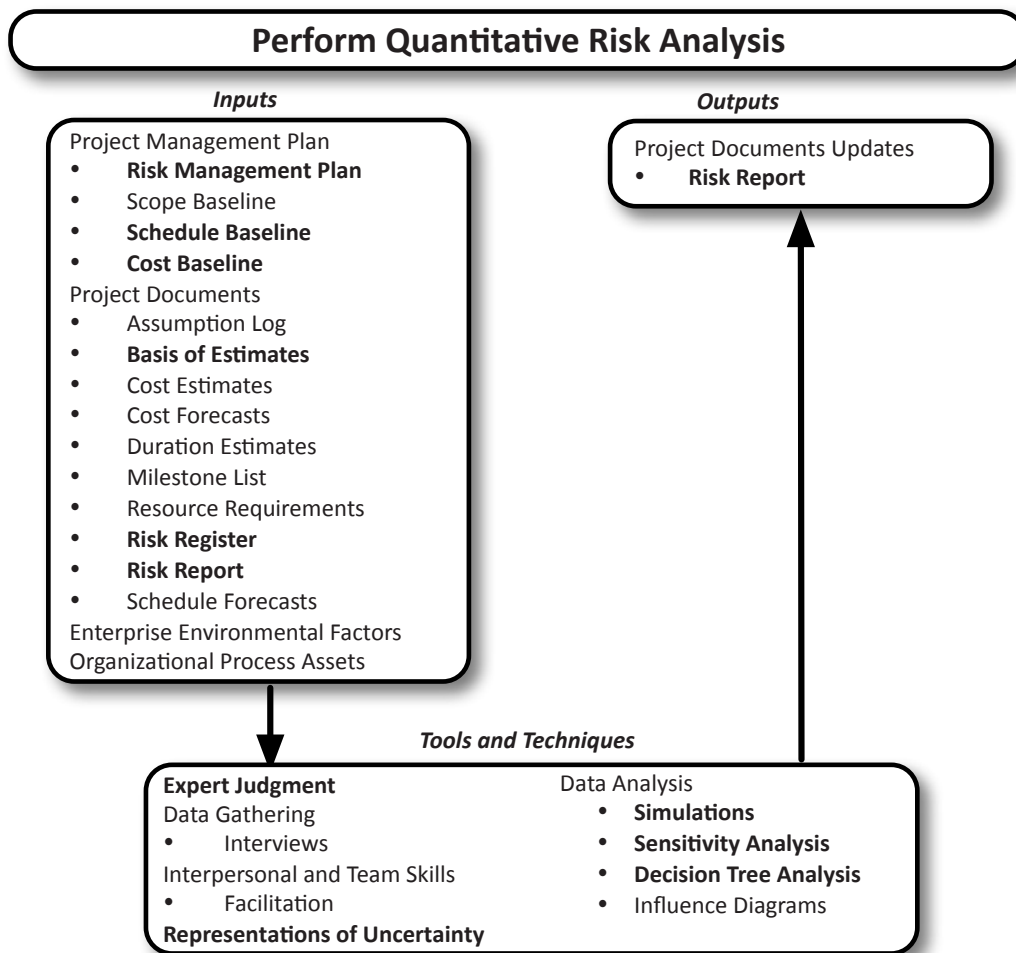 Perform Quantitative Risk Analysis
Inputs
Project Management Plan
• Risk Management Plan
• Scope Baseline
• Schedule Baseline
• Cost Baseline
Project Documents
• Assumption Log
• Basis of Estimates
• Cost Estimates
• Cost Forecasts
• Duration Estimates
• Milestone List
• Resource Requirements
• Risk Register
• Risk Report
• Schedule Forecasts
Enterprise Environmental Factors
Organizational Process Assets
Outputs
Project Documents Updates
• Risk Report
Tools and Techniques
Expert Judgment
Data Gathering
• Interviews
Interpersonal and Team Skills
• Facilitation
Representations of Uncertainty
Data Analysis
• Simulations
• Sensitivity Analysis
• Decision Tree Analysis
• Influence Diagrams